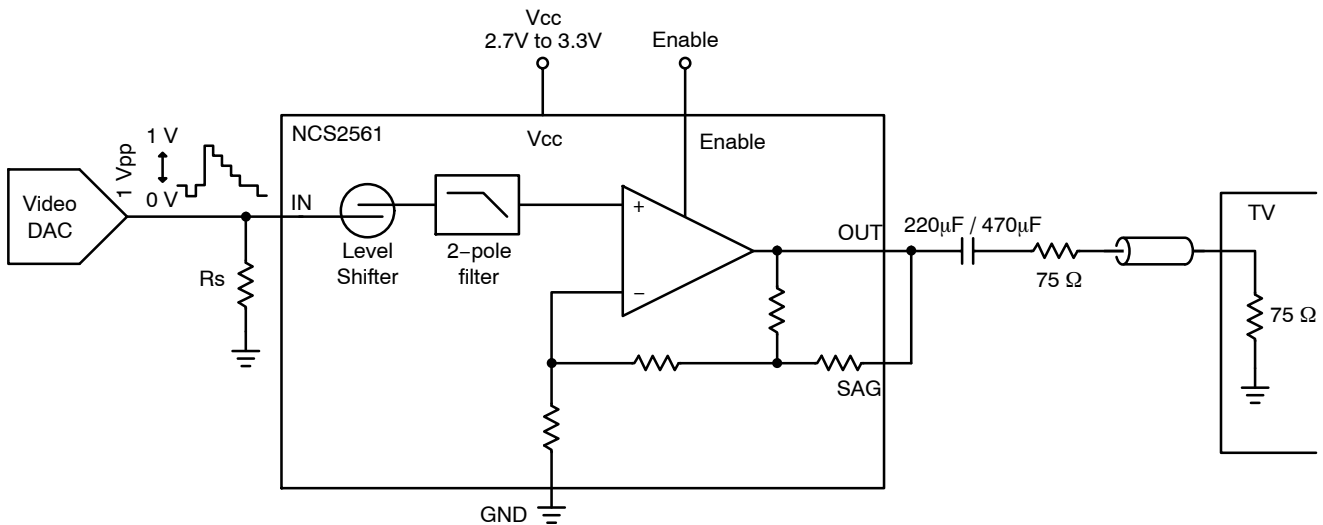 Vcc
2.7V to 3.3V
Enable
NCS2561
Vcc
Enable
1 Vpp
1 V
0 V
Video
DAC
IN
Level
Shifter
2−pole
filter
+
−
Rs
OUT
220μF / 470μF
75 Ω
TV
75 Ω
SAG
GND